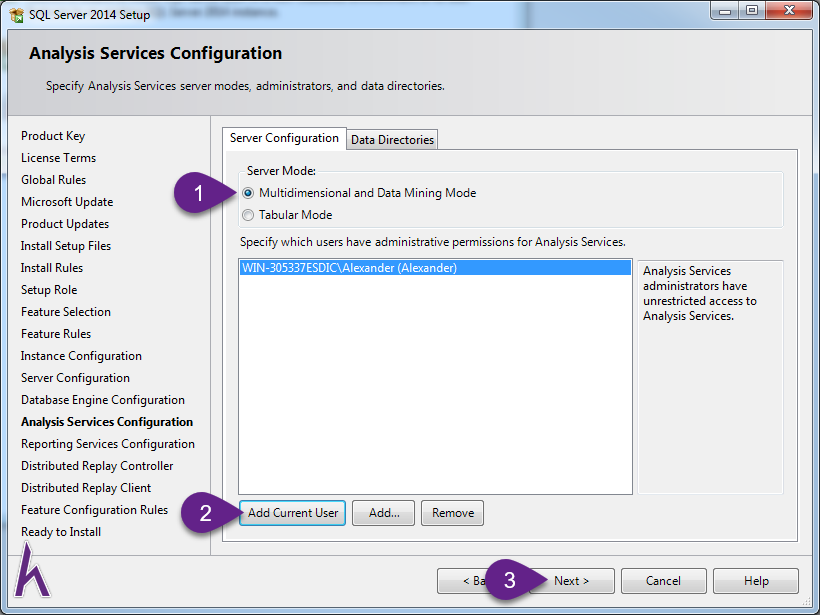 SQL Server 2014 Setup
Analysis Services Configuration
Specify Analysis Services server modes, administrators, and data directories.
Product Key
License Terms
Global Rules
Microsoft Update
Product Updates
Install Setup Files
Install Rules
Setup Role
Feature Selection
Feature Rules
Instance Configuration
Server Configuration
Database Engine Configuration
Analysis Services Configuration
Reporting Services Configuration
Distributed Replay Controller
Distributed Replay Client
Feature Configuration Rules
Ready to Install
Server Configuration
Data Directories
Server Mode:
1
Multidimensional and Data Mining Mode
Tabular Mode
Specify which users have administrative permissions for Analysis Services.
WIN-305337ESDIC\Alexander (Alexander)
Analysis Services
administrators have
unrestricted access to
Analysis Services.
2
Add Current User
Add...
Remove
< Ba
3
Next >
Cancel
Help
h